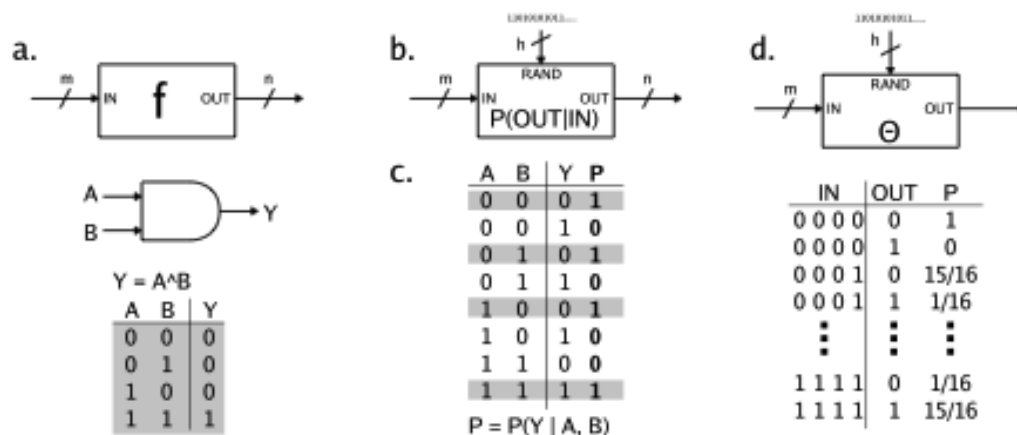 a.
m
n
IN
f
OUT
A
B
Y
Y = A^B
A B Y
0 0 0
0 1 0
1 0 0
1 1 1
b.
11010101011.....
h
RAND
m
n
IN
OUT
P(OUT|IN)
c.
A B Y P
0 0 0 1
0 0 1 0
0 1 0 1
0 1 1 0
1 0 0 1
1 0 1 0
1 1 0 0
1 1 1 1
P = P(Y | A, B)
d.
11010101011.....
h
RAND
m
IN
OUT
Θ
IN OUT P
0 0 0 0 0 1
0 0 0 0 1 0
0 0 0 1 0 15/16
0 0 0 1 1 1/16
1 1 1 1 0 1/16
1 1 1 1 1 15/16